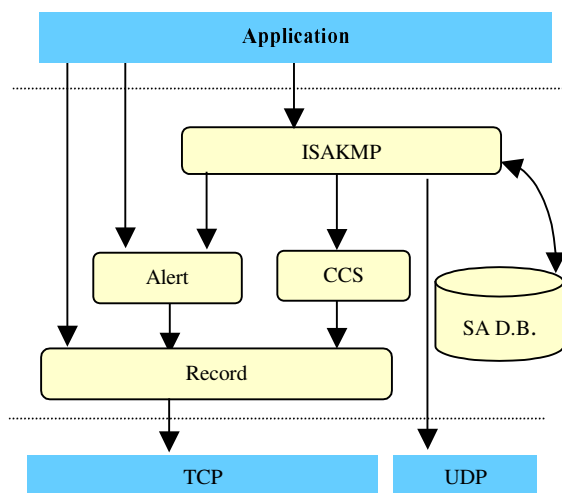 Application
ISAKMP
Alert
CCS
SA D.B.
Record
TCP
UDP